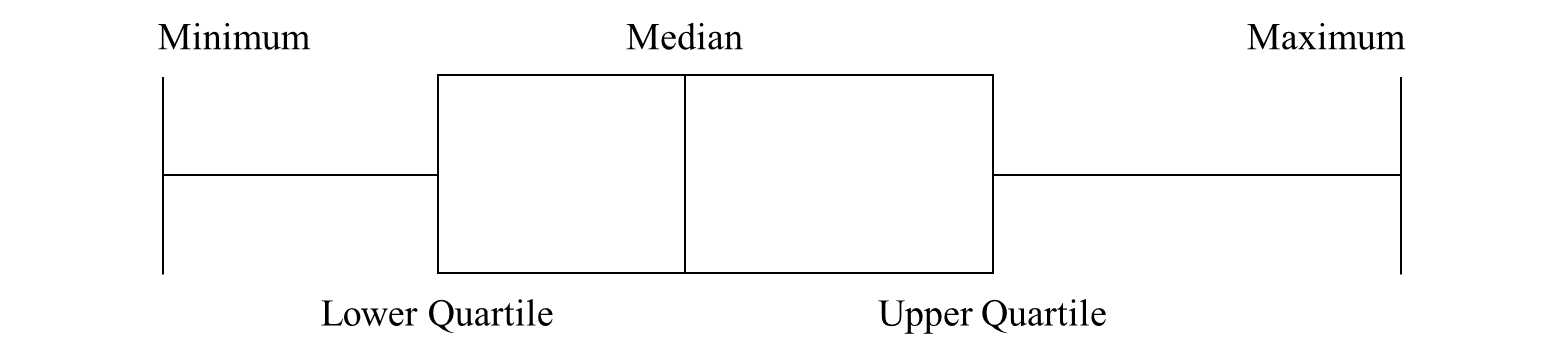 Minimum Median Maximum
Lower Quartile Upper Quartile